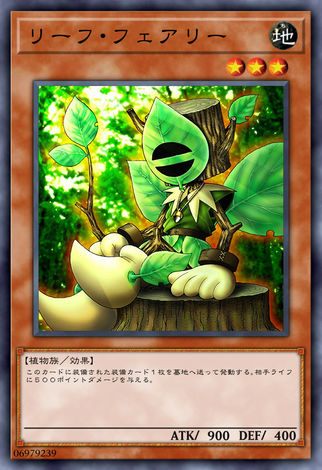 リーフ・フェアリー
地
ち
【植物族／効果】
このカードに装備された装備カード１枚を墓地へ送って発動する。相手ライフ
に５００ポイントダメージを与える。
ATK/ 900 DEF/ 400
06979239